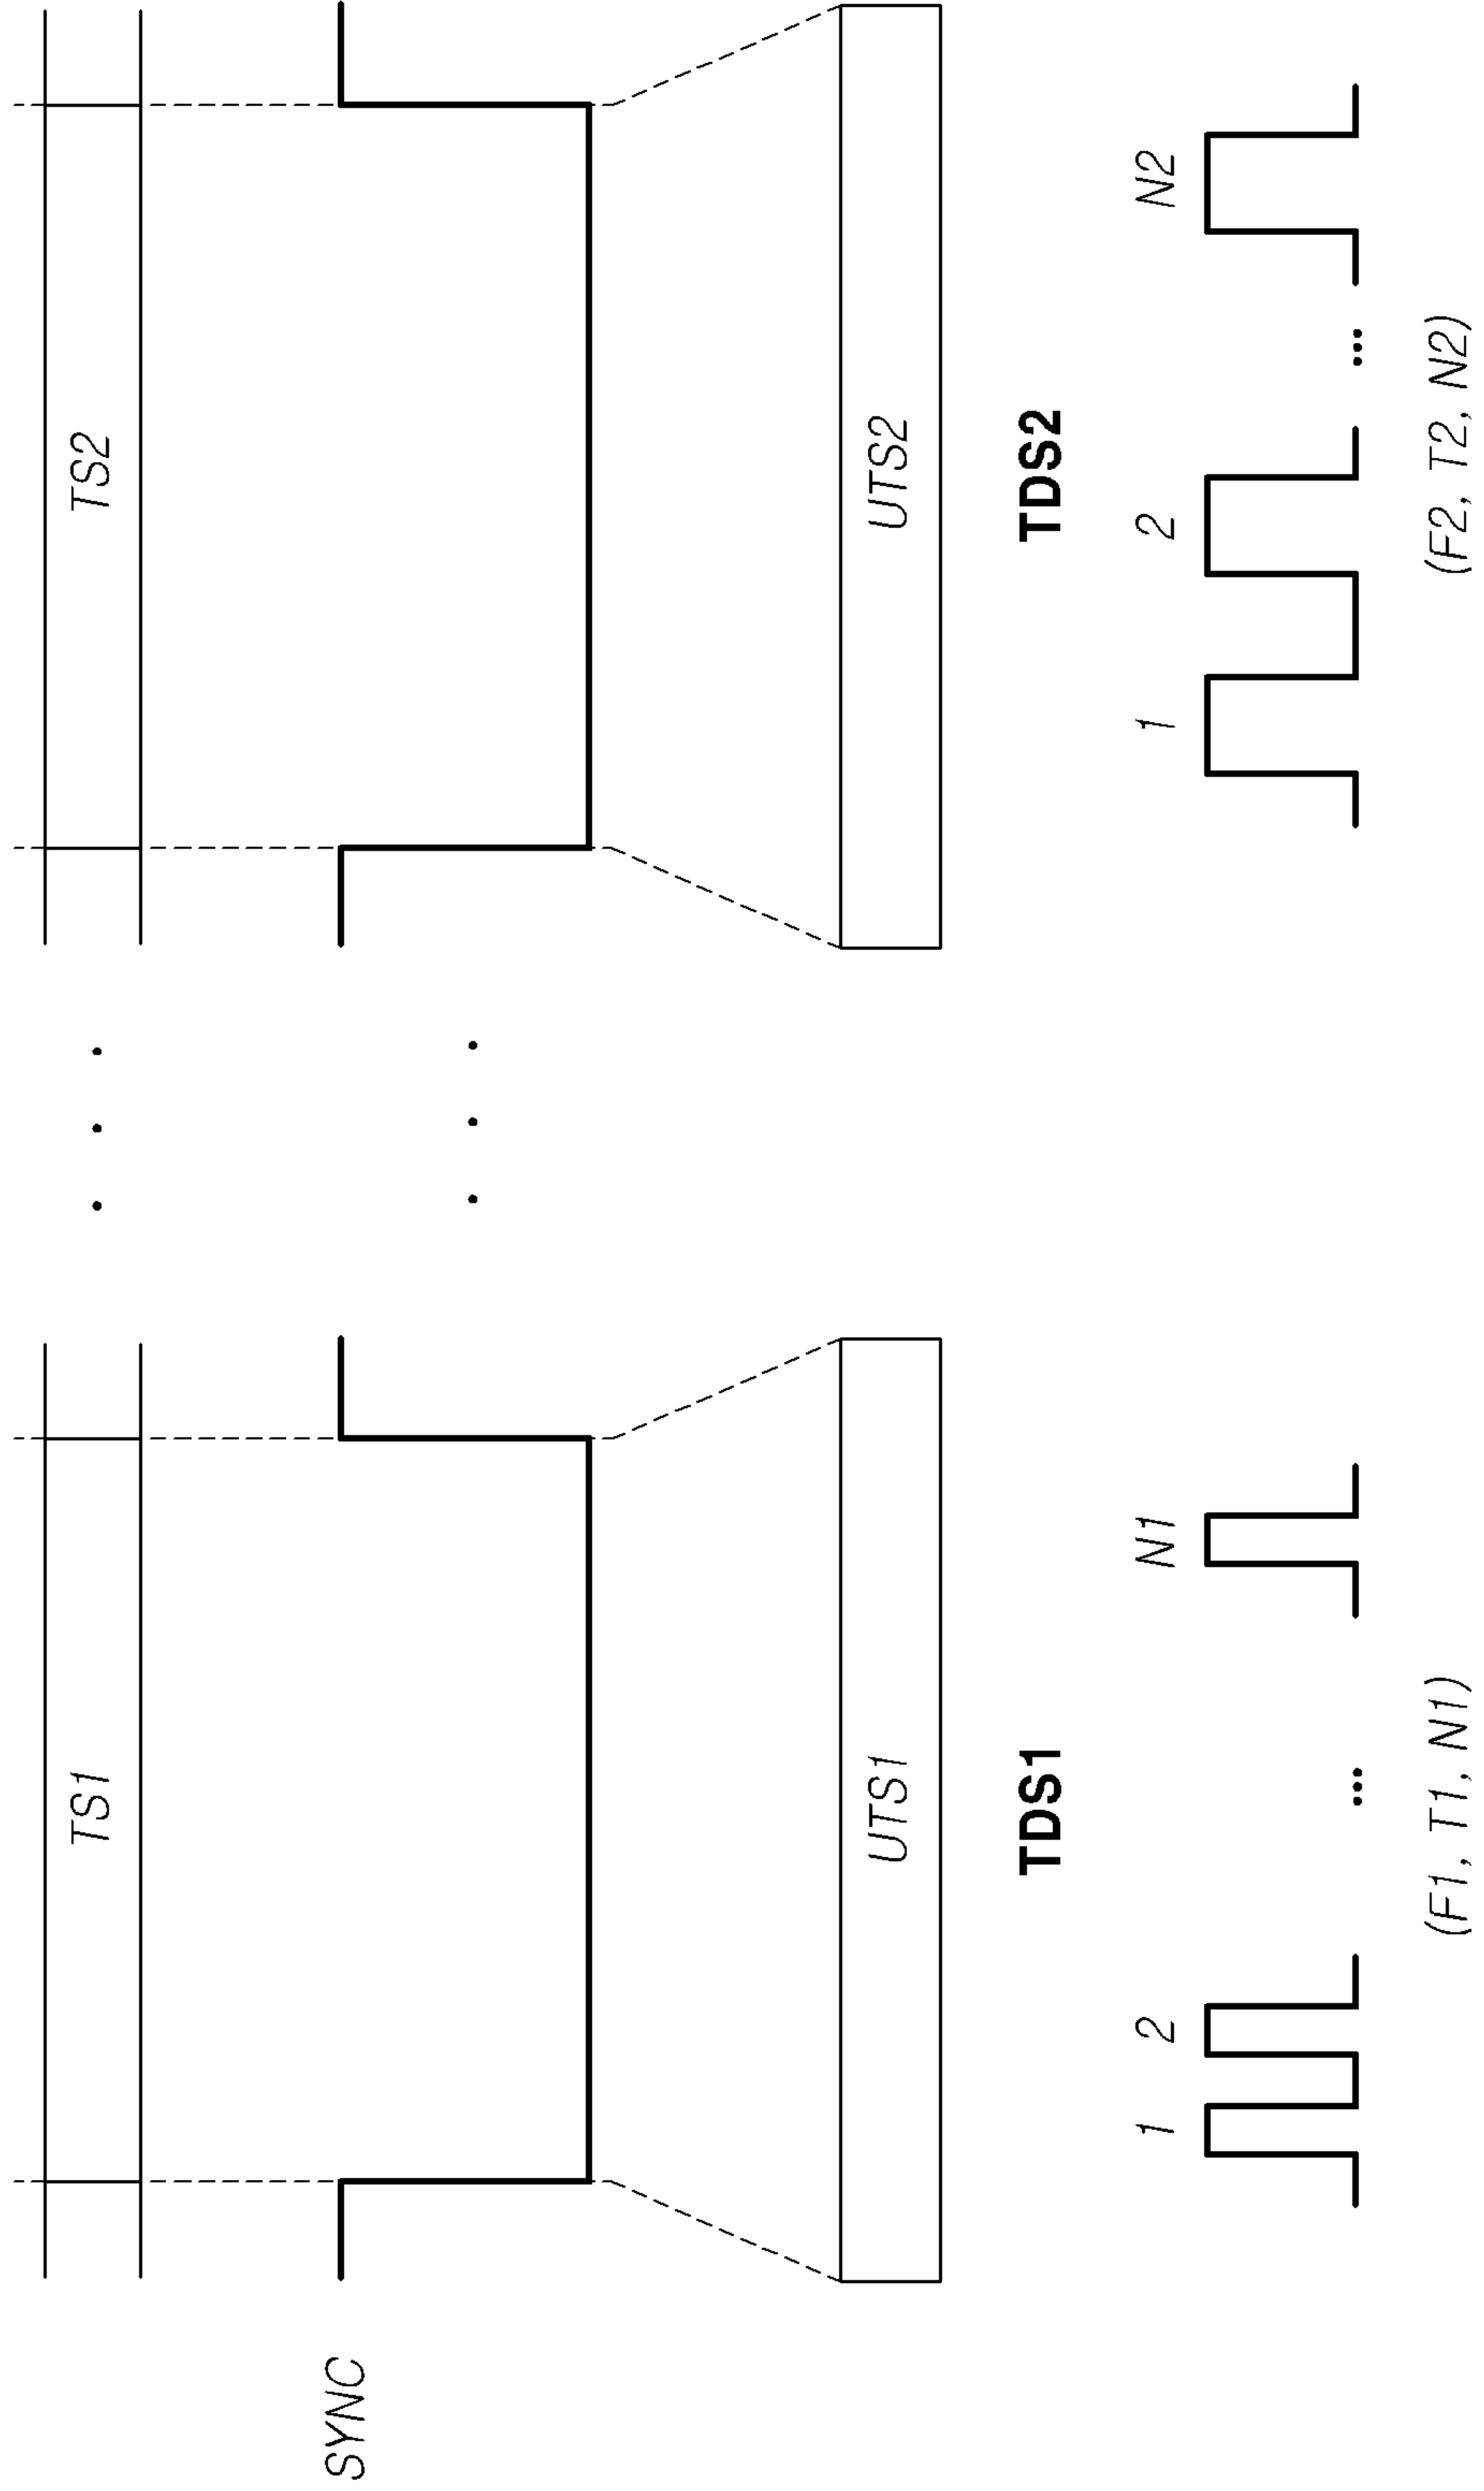 TS1 TS2
SYNC
UTS1 UTS2
TDS1 TDS2
1 2 N1 1 2 N2
... ...
(F1, T1, N1) (F2, T2, N2)